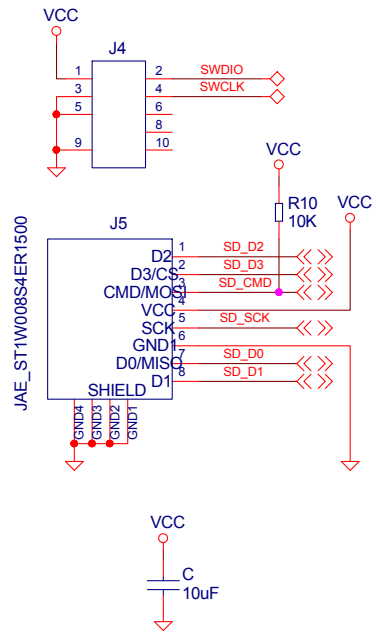 VCC
J4
1 2 SWDIO
3 4 SWCLK
5 6
8
9 10
VCC
R10
10K
VCC
J5
JAE_ST1W008S4ER1500
D2 1 SD_D2
D3/CS 2 SD_D3
CMD/MOSI 3 SD_CMD
VCC 4
SCK 5 SD_SCK
GND1 6
D0/MISO 7 SD_D0
D1 8 SD_D1
SHIELD
GND4
GND3
GND2
GND1
VCC
C
10uF